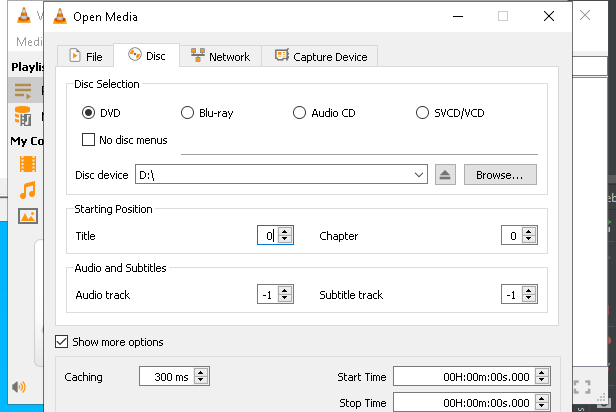 Open Media
Medi
File
Disc
Network
Capture Device
Playlis
Disc Selection
DVD
Blu-ray
Audio CD
SVCD/VCD
No disc menus
My Co
Disc device
D:\
Browse...
Starting Position
Title
0
Chapter
0
Audio and Subtitles
Audio track
-1
Subtitle track
-1
Show more options
Caching
300 ms
Start Time
00H:00m:00s.000
Stop Time
00H:00m:00s.000